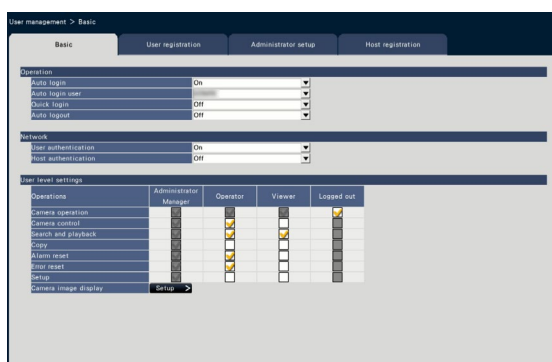 User management > Basic
Basic User registration Administrator setup Host registration
Operation
Auto login On
Auto login user
Quick login Off
Auto logout Off
Network
User authentication On
Host authentication Off
User level settings
Operations Administrator Manager Operator Viewer Logged out
Camera operation
Camera control
Search and playback
Copy
Alarm reset
Error reset
Setup
Camera image display Setup >